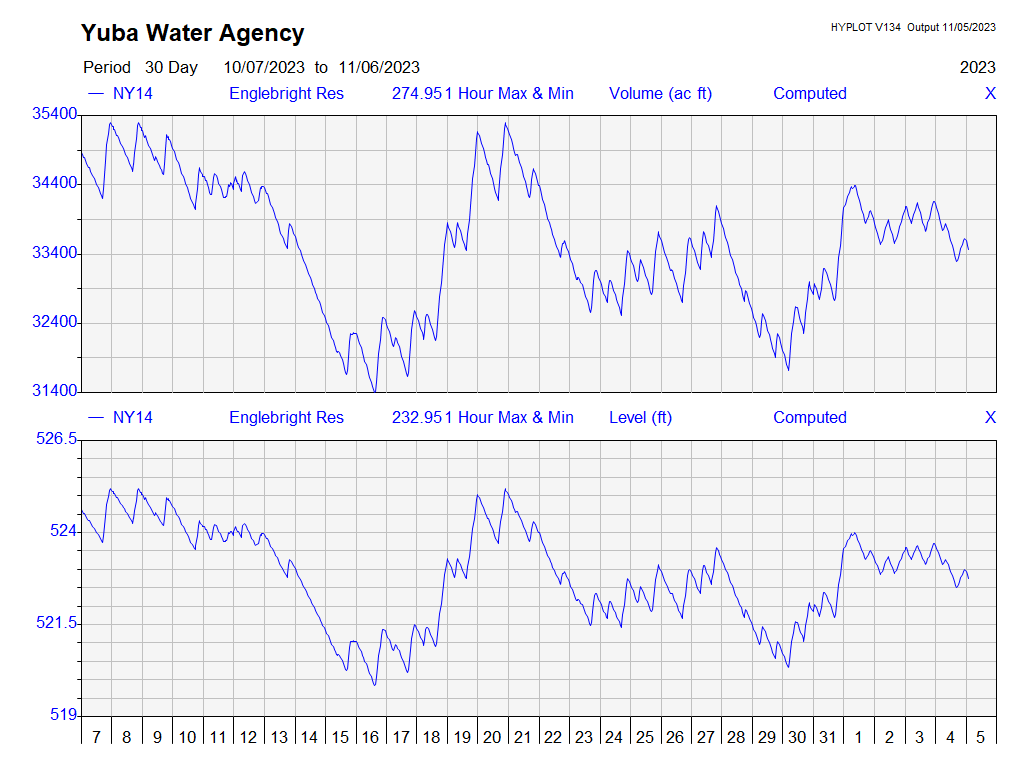 Yuba Water Agency
HYPLOT V134 Output 11/05/2023
Period 30 Day 10/07/2023 to 11/06/2023 2023
NY14 Englebright Res 274.951 Hour Max & Min Volume (ac ft) Computed X
35400
34400
33400
32400
31400
NY14 Englebright Res 232.951 Hour Max & Min Level (ft) Computed X
526.5
524
521.5
519
7 8 9 10 11 12 13 14 15 16 17 18 19 20 21 22 23 24 25 26 27 28 29 30 31 1 2 3 4 5